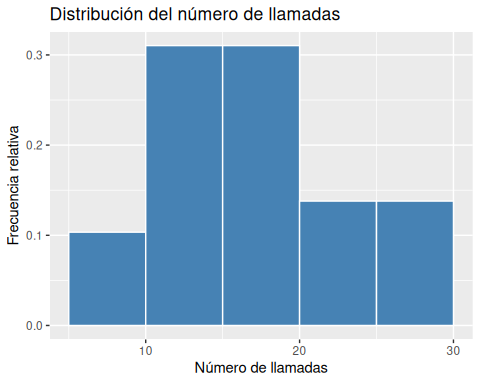 Distribución del número de llamadas
Frecuencia relativa
0.3
0.2
0.1
0.0
10 20 30
Número de llamadas